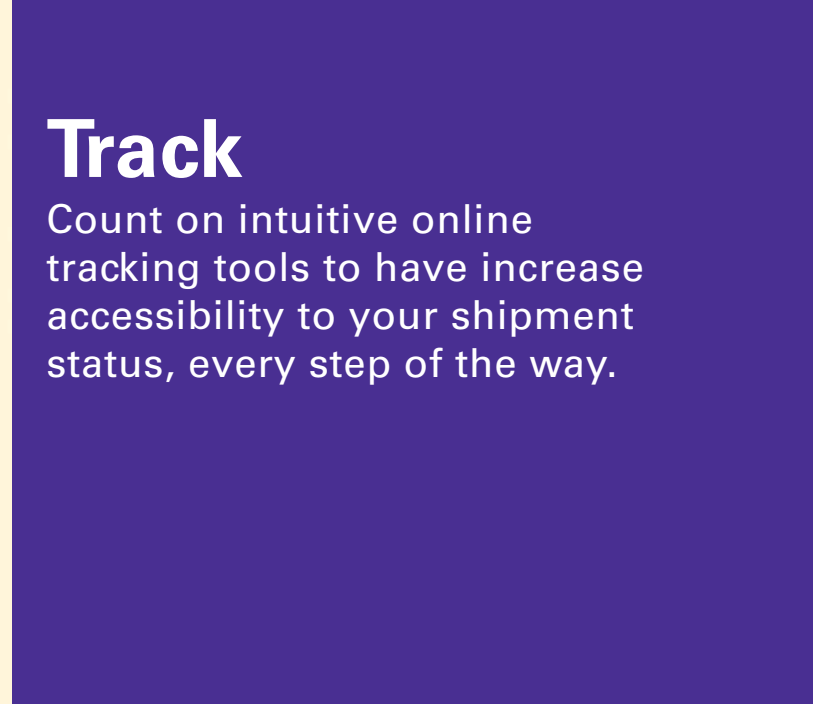 Track
Count on intuitive online
tracking tools to have increase
accessibility to your shipment
status, every step of the way.